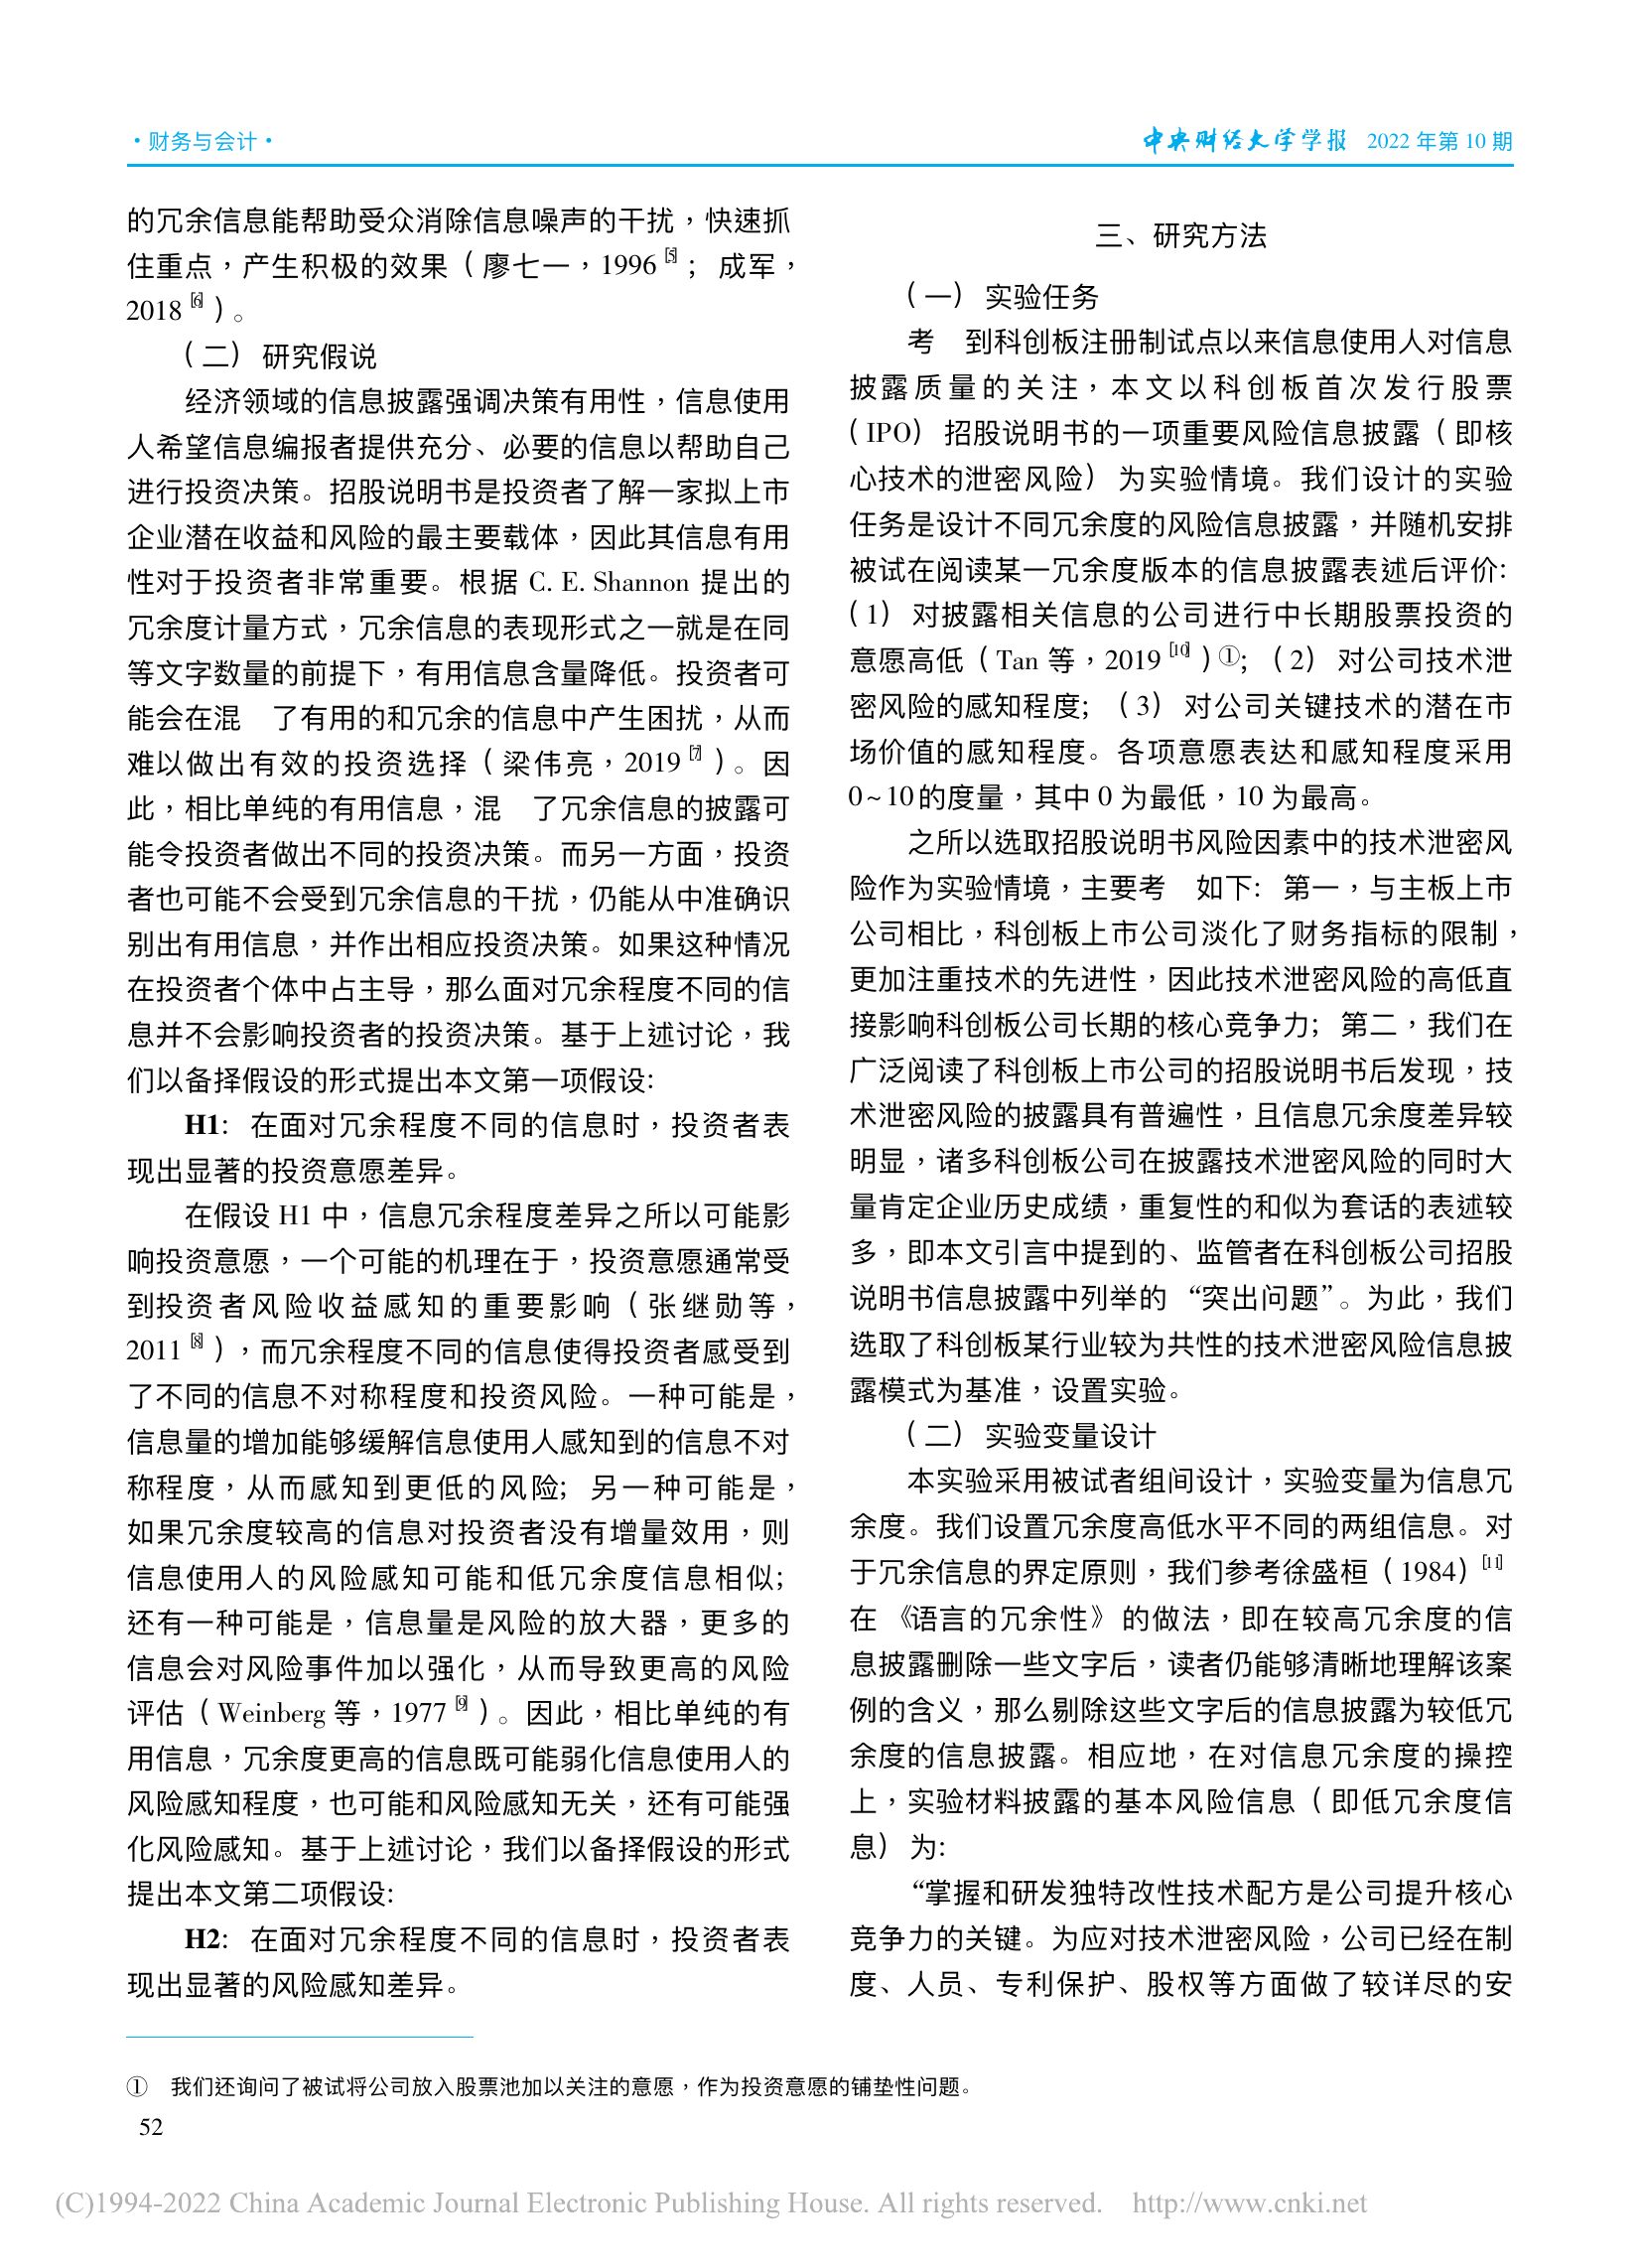 ·财务与会计·
中央财经大学学报 2022年第10期
的冗余信息能帮助受众消除信息噪声的干扰，快速抓
住重点，产生积极的效果（廖七一，1996[5]；成军，
2018[6]）。
（二）研究假说
经济领域的信息披露强调决策有用性，信息使用
人希望信息编报者提供充分、必要的信息以帮助自己
进行投资决策。招股说明书是投资者了解一家拟上市
企业潜在收益和风险的最主要载体，因此其信息有用
性对于投资者非常重要。根据 C. E. Shannon 提出的
冗余度计量方式，冗余信息的表现形式之一就是在同
等文字数量的前提下，有用信息含量降低。投资者可
能会在混　了有用的和冗余的信息中产生困扰，从而
难以做出有效的投资选择（梁伟亮，2019[7]）。因
此，相比单纯的有用信息，混　了冗余信息的披露可
能令投资者做出不同的投资决策。而另一方面，投资
者也可能不会受到冗余信息的干扰，仍能从中准确识
别出有用信息，并作出相应投资决策。如果这种情况
在投资者个体中占主导，那么面对冗余程度不同的信
息并不会影响投资者的投资决策。基于上述讨论，我
们以备择假设的形式提出本文第一项假设：
H1：在面对冗余程度不同的信息时，投资者表
现出显著的投资意愿差异。
在假设 H1 中，信息冗余程度差异之所以可能影
响投资意愿，一个可能的机理在于，投资意愿通常受
到投资者风险收益感知的重要影响（张继勋等，
2011[8]），而冗余程度不同的信息使得投资者感受到
了不同的信息不对称程度和投资风险。一种可能是，
信息量的增加能够缓解信息使用人感知到的信息不对
称程度，从而感知到更低的风险；另一种可能是，
如果冗余度较高的信息对投资者没有增量效用，则
信息使用人的风险感知可能和低冗余度信息相似；
还有一种可能是，信息量是风险的放大器，更多的
信息会对风险事件加以强化，从而导致更高的风险
评估（Weinberg 等，1977[9]）。因此，相比单纯的有
用信息，冗余度更高的信息既可能弱化信息使用人的
风险感知程度，也可能和风险感知无关，还有可能强
化风险感知。基于上述讨论，我们以备择假设的形式
提出本文第二项假设：
H2：在面对冗余程度不同的信息时，投资者表
现出显著的风险感知差异。
三、研究方法
（一）实验任务
考　到科创板注册制试点以来信息使用人对信息
披露质量的关注，本文以科创板首次发行股票
（IPO）招股说明书的一项重要风险信息披露（即核
心技术的泄密风险）为实验情境。我们设计的实验
任务是设计不同冗余度的风险信息披露，并随机安排
被试在阅读某一冗余度版本的信息披露表述后评价：
（1）对披露相关信息的公司进行中长期股票投资的
意愿高低（Tan 等，2019[10]）①；（2）对公司技术泄
密风险的感知程度；（3）对公司关键技术的潜在市
场价值的感知程度。各项意愿表达和感知程度采用
0~10的度量，其中 0 为最低，10 为最高。
之所以选取招股说明书风险因素中的技术泄密风
险作为实验情境，主要考　如下：第一，与主板上市
公司相比，科创板上市公司淡化了财务指标的限制，
更加注重技术的先进性，因此技术泄密风险的高低直
接影响科创板公司长期的核心竞争力；第二，我们在
广泛阅读了科创板上市公司的招股说明书后发现，技
术泄密风险的披露具有普遍性，且信息冗余度差异较
明显，诸多科创板公司在披露技术泄密风险的同时大
量肯定企业历史成绩，重复性的和似为套话的表述较
多，即本文引言中提到的、监管者在科创板公司招股
说明书信息披露中列举的“突出问题”。为此，我们
选取了科创板某行业较为共性的技术泄密风险信息披
露模式为基准，设置实验。
（二）实验变量设计
本实验采用被试者组间设计，实验变量为信息冗
余度。我们设置冗余度高低水平不同的两组信息。对
于冗余信息的界定原则，我们参考徐盛桓（1984）[11]
在《语言的冗余性》的做法，即在较高冗余度的信
息披露删除一些文字后，读者仍能够清晰地理解该案
例的含义，那么剔除这些文字后的信息披露为较低冗
余度的信息披露。相应地，在对信息冗余度的操控
上，实验材料披露的基本风险信息（即低冗余度信
息）为：
“掌握和研发独特改性技术配方是公司提升核心
竞争力的关键。为应对技术泄密风险，公司已经在制
度、人员、专利保护、股权等方面做了较详尽的安
①　我们还询问了被试将公司放入股票池加以关注的意愿，作为投资意愿的铺垫性问题。
52
(C)1994-2022 China Academic Journal Electronic Publishing House. All rights reserved. http://www.cnki.net